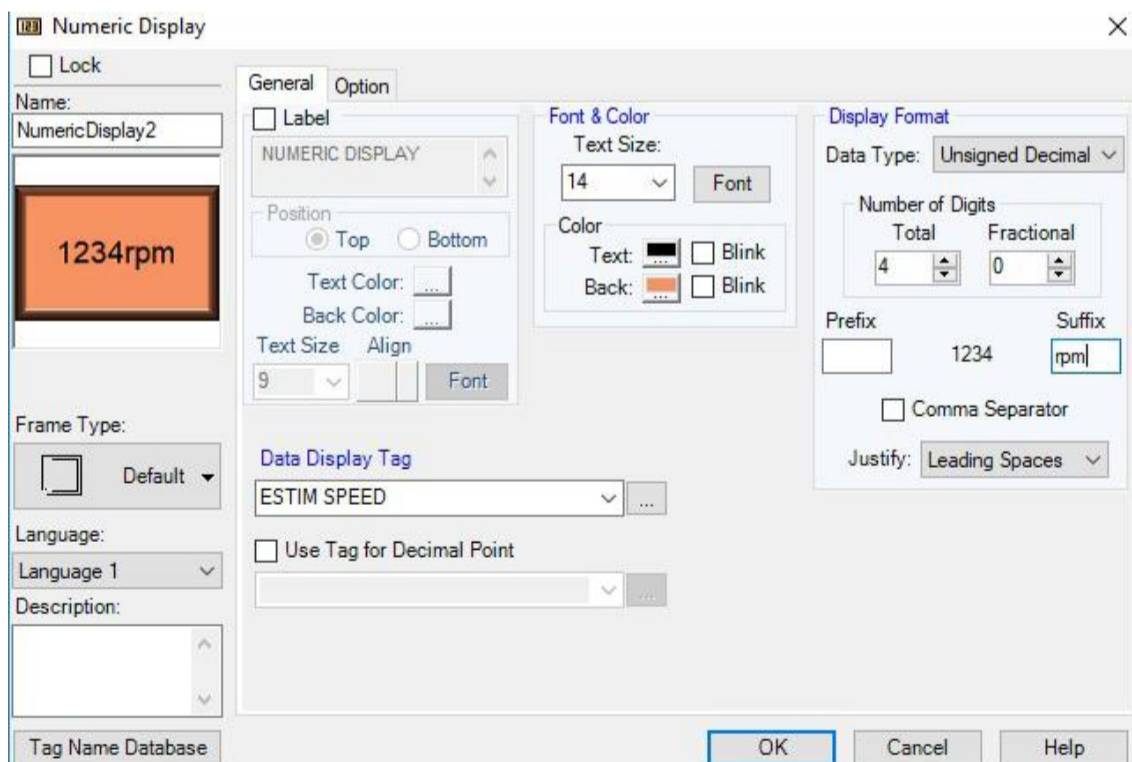 123 Numeric Display
Lock
Name:
NumericDisplay2
1234rpm
Frame Type:
Default
Language:
Language 1
Description:
Tag Name Database
General Option
Label
NUMERIC DISPLAY
Position
Top Bottom
Text Color: ...
Back Color: ...
Text Size Align
9 Font
Font & Color
Text Size:
14 Font
Color
Text: ... Blink
Back: ... Blink
Display Format
Data Type: Unsigned Decimal
Number of Digits
Total Fractional
4 0
Prefix Suffix
1234 rpm
Comma Separator
Justify: Leading Spaces
Data Display Tag
ESTIM SPEED ...
Use Tag for Decimal Point
...
OK Cancel Help